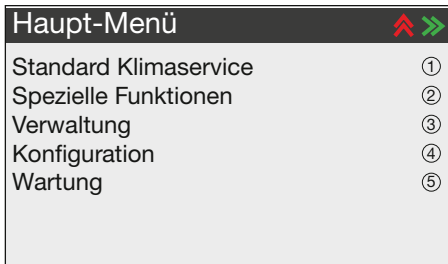 Haupt-Menü
Standard Klimaservice ①
Spezielle Funktionen ②
Verwaltung ③
Konfiguration ④
Wartung ⑤